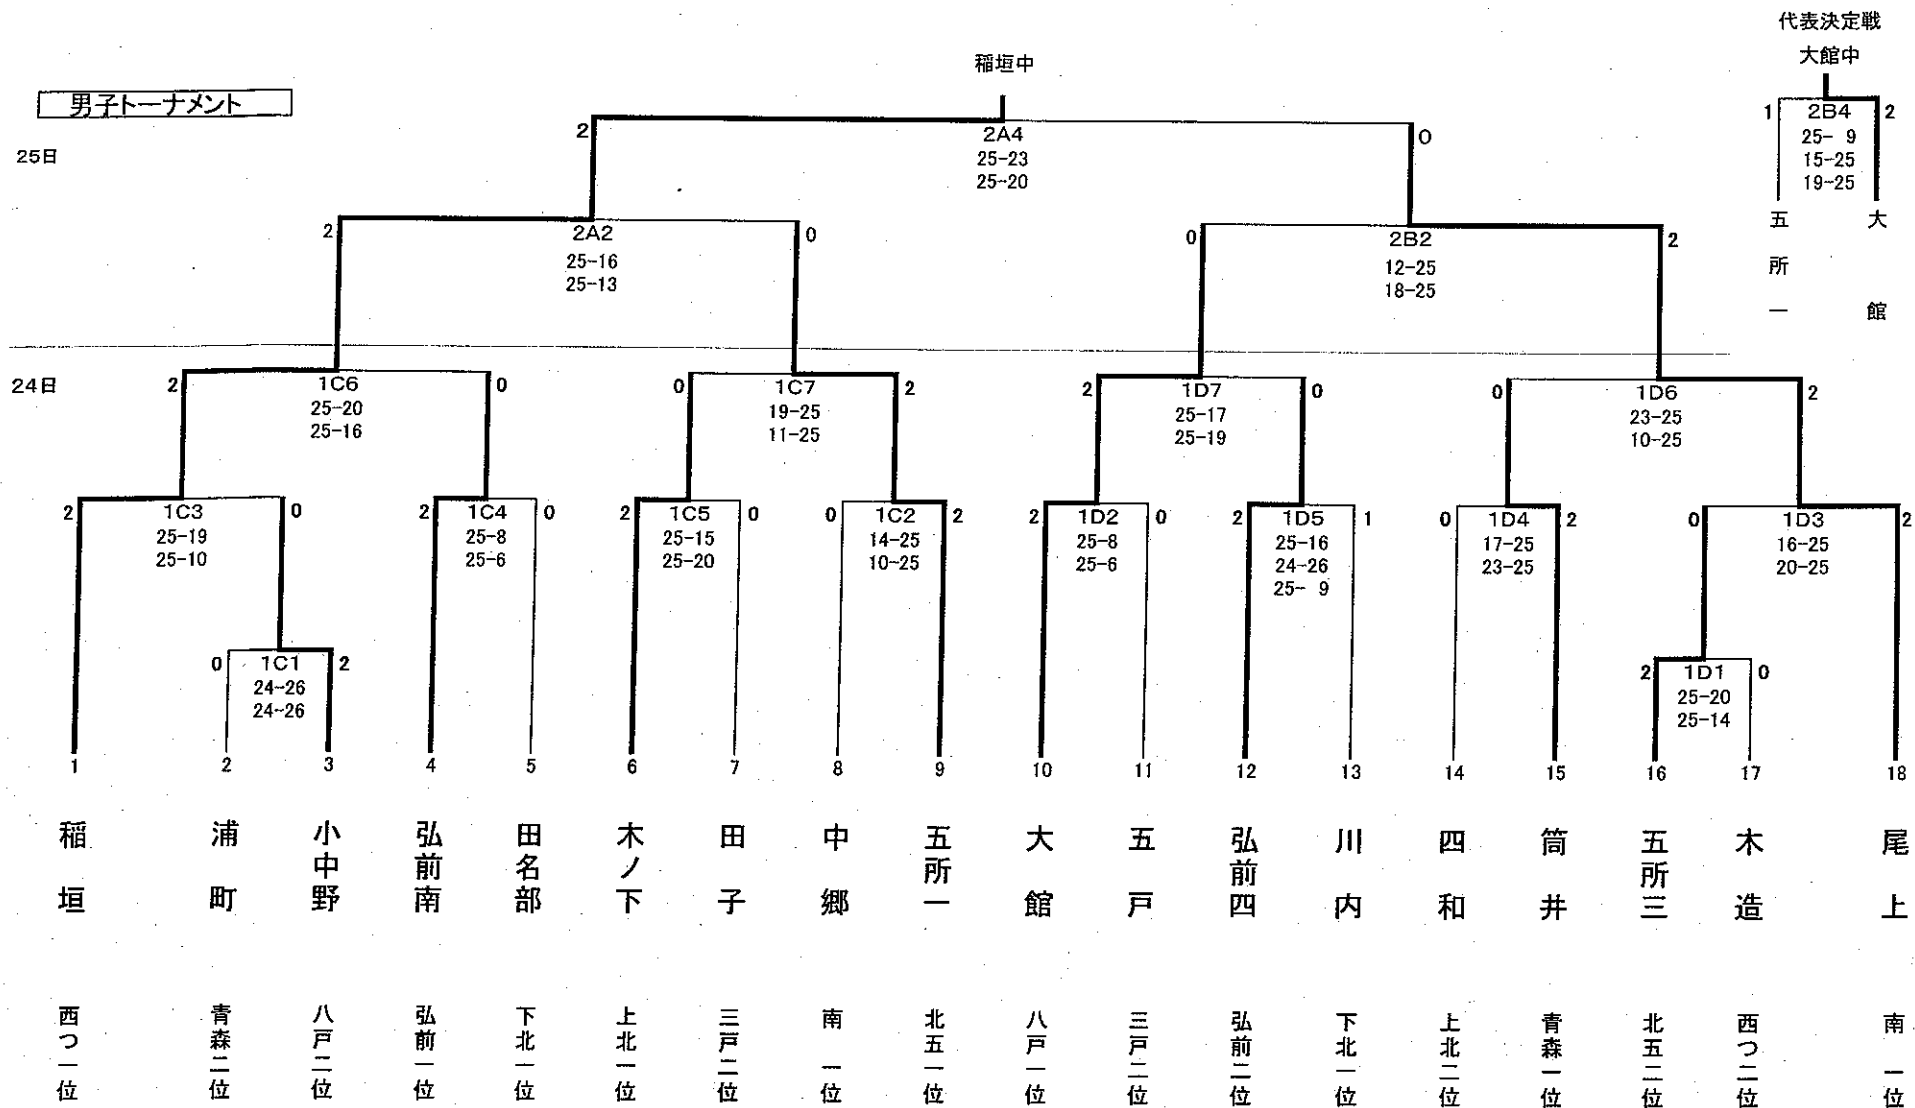 代表決定戦
稲垣中
大館中
男子トーナメント
25日
2 2A4 0
25-23
25-20
1 2B4 2
25- 9
15-25
19-25
五所一
大館
2 2A2 0
25-16
25-13
0 2B2 2
12-25
18-25
24日
2 1C6 0
25-20
25-16
0 1C7 2
19-25
11-25
2 1D7 0
25-17
25-19
0 1D6 2
23-25
10-25
2 1C3 0
25-19
25-10
2 1C4 0
25-8
25-6
2 1C5 0
25-15
25-20
0 1C2 2
14-25
10-25
2 1D2 0
25-8
25-6
2 1D5 1
25-16
24-26
25- 9
0 1D4 2
17-25
23-25
0 1D3 2
16-25
20-25
0 1C1 2
24-26
24-26
2 1D1 0
25-20
25-14
1 2 3 4 5 6 7 8 9 10 11 12 13 14 15 16 17 18
稲垣
浦町
小中野
弘前南
田名部
木ノ下
田子
中郷
五所一
大館
五戸
弘前四
川内
四和
筒井
五所三
木造
尾上
西つ一位
青森二位
八戸二位
弘前一位
下北一位
上北一位
三戸二位
南 一位
北五一位
八戸一位
三戸二位
弘前二位
下北一位
上北二位
青森一位
北五二位
西つ二位
南 一位